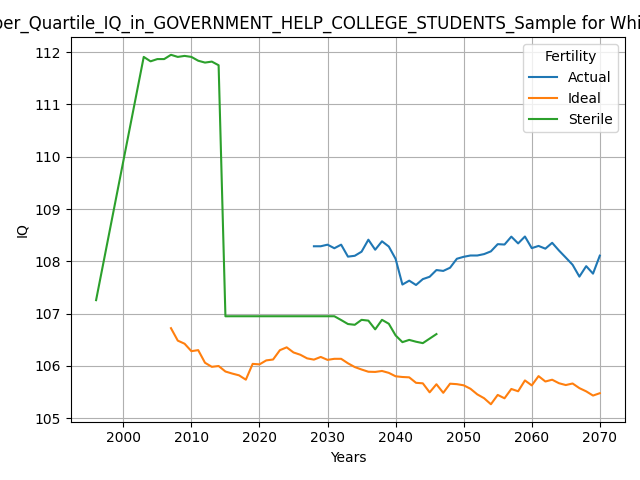 per_Quartile_IQ_in_GOVERNMENT_HELP_COLLEGE_STUDENTS_Sample for Whi
Fertility
Actual
Ideal
Sterile
IQ
112
111
110
109
108
107
106
105
2000
2010
2020
2030
2040
2050
2060
2070
Years